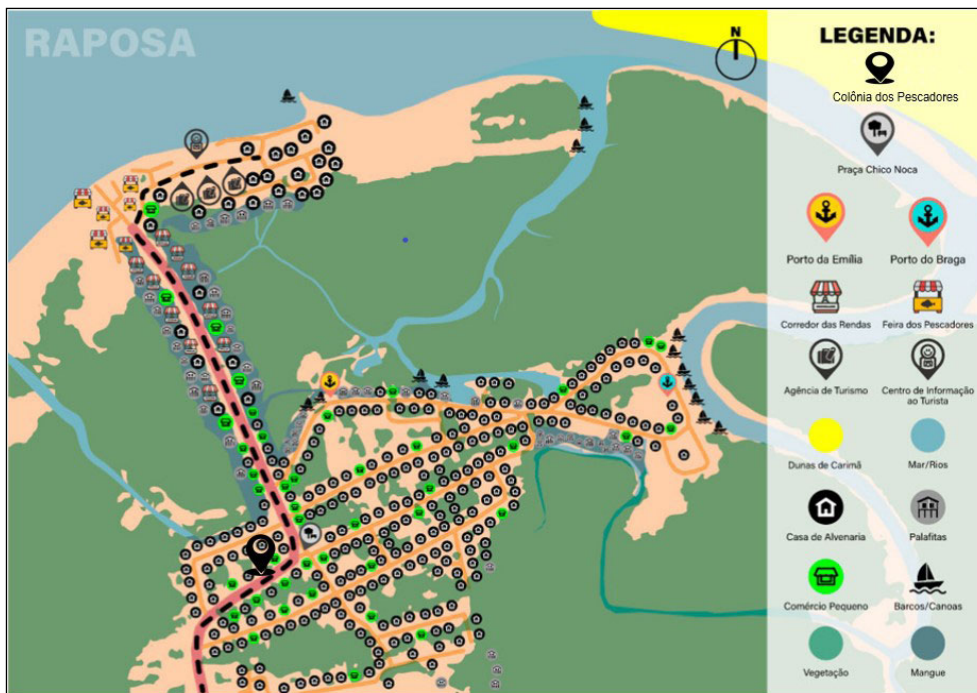 RAPOSA
N
LEGENDA:
Colônia dos Pescadores
Praça Chico Noca
Porto da Emília
Porto do Braga
Corredor das Rendas
Feira dos Pescadores
Agência de Turismo
Centro de Informação
ao Turista
Dunas de Carimã
Mar/Rios
Casa de Alvenaria
Palafitas
Comércio Pequeno
Barcos/Canoas
Vegetação
Mangue